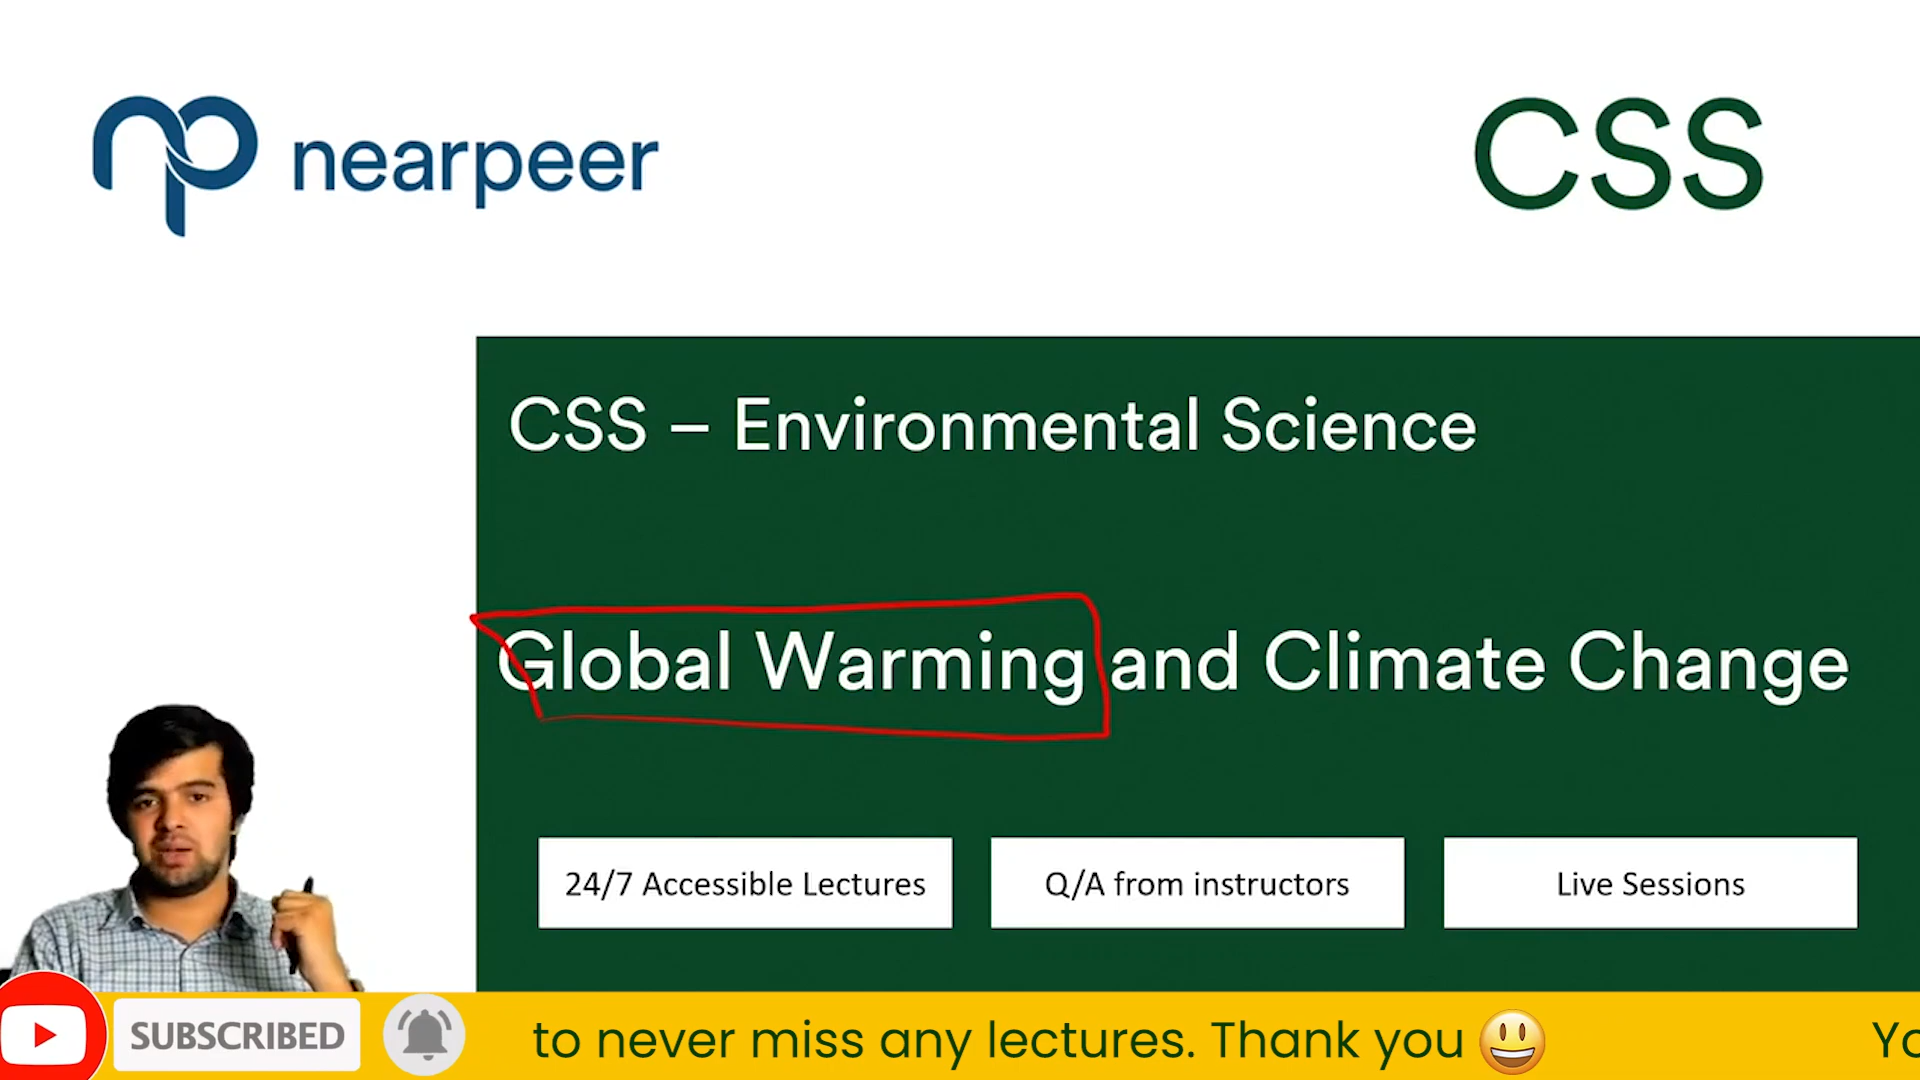 nearpeer
CSS
CSS – Environmental Science
Global Warming and Climate Change
24/7 Accessible Lectures
Q/A from instructors
Live Sessions
SUBSCRIBED
to never miss any lectures. Thank you 😃